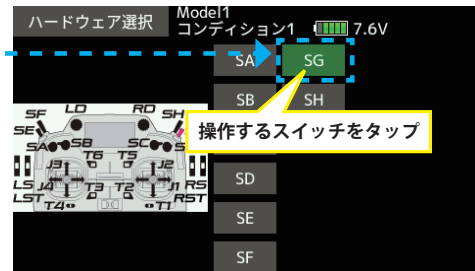 ハードウェア選択
Model1
コンディション1 7.6V
SA SG
SB SH
操作するスイッチをタップ
SD
SE
SF
SF LD RD SH
SE
SA SB SC S
T6 T5
J3 J2
LS J4 T3 T2 J1 RS
LST RST
T4 T1